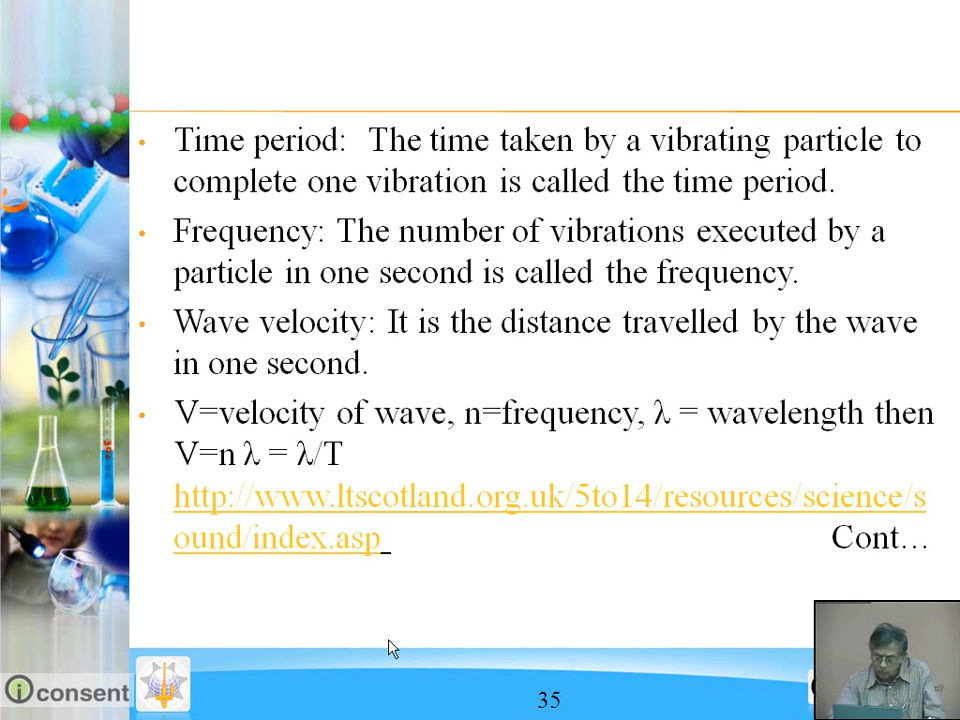 • Time period: The time taken by a vibrating particle to
complete one vibration is called the time period.
• Frequency: The number of vibrations executed by a
particle in one second is called the frequency.
• Wave velocity: It is the distance travelled by the wave
in one second.
• V=velocity of wave, n=frequency, λ = wavelength then
V=n λ = λ/T
http://www.ltscotland.org.uk/5to14/resources/science/s
ound/index.asp Cont…
i consent
35